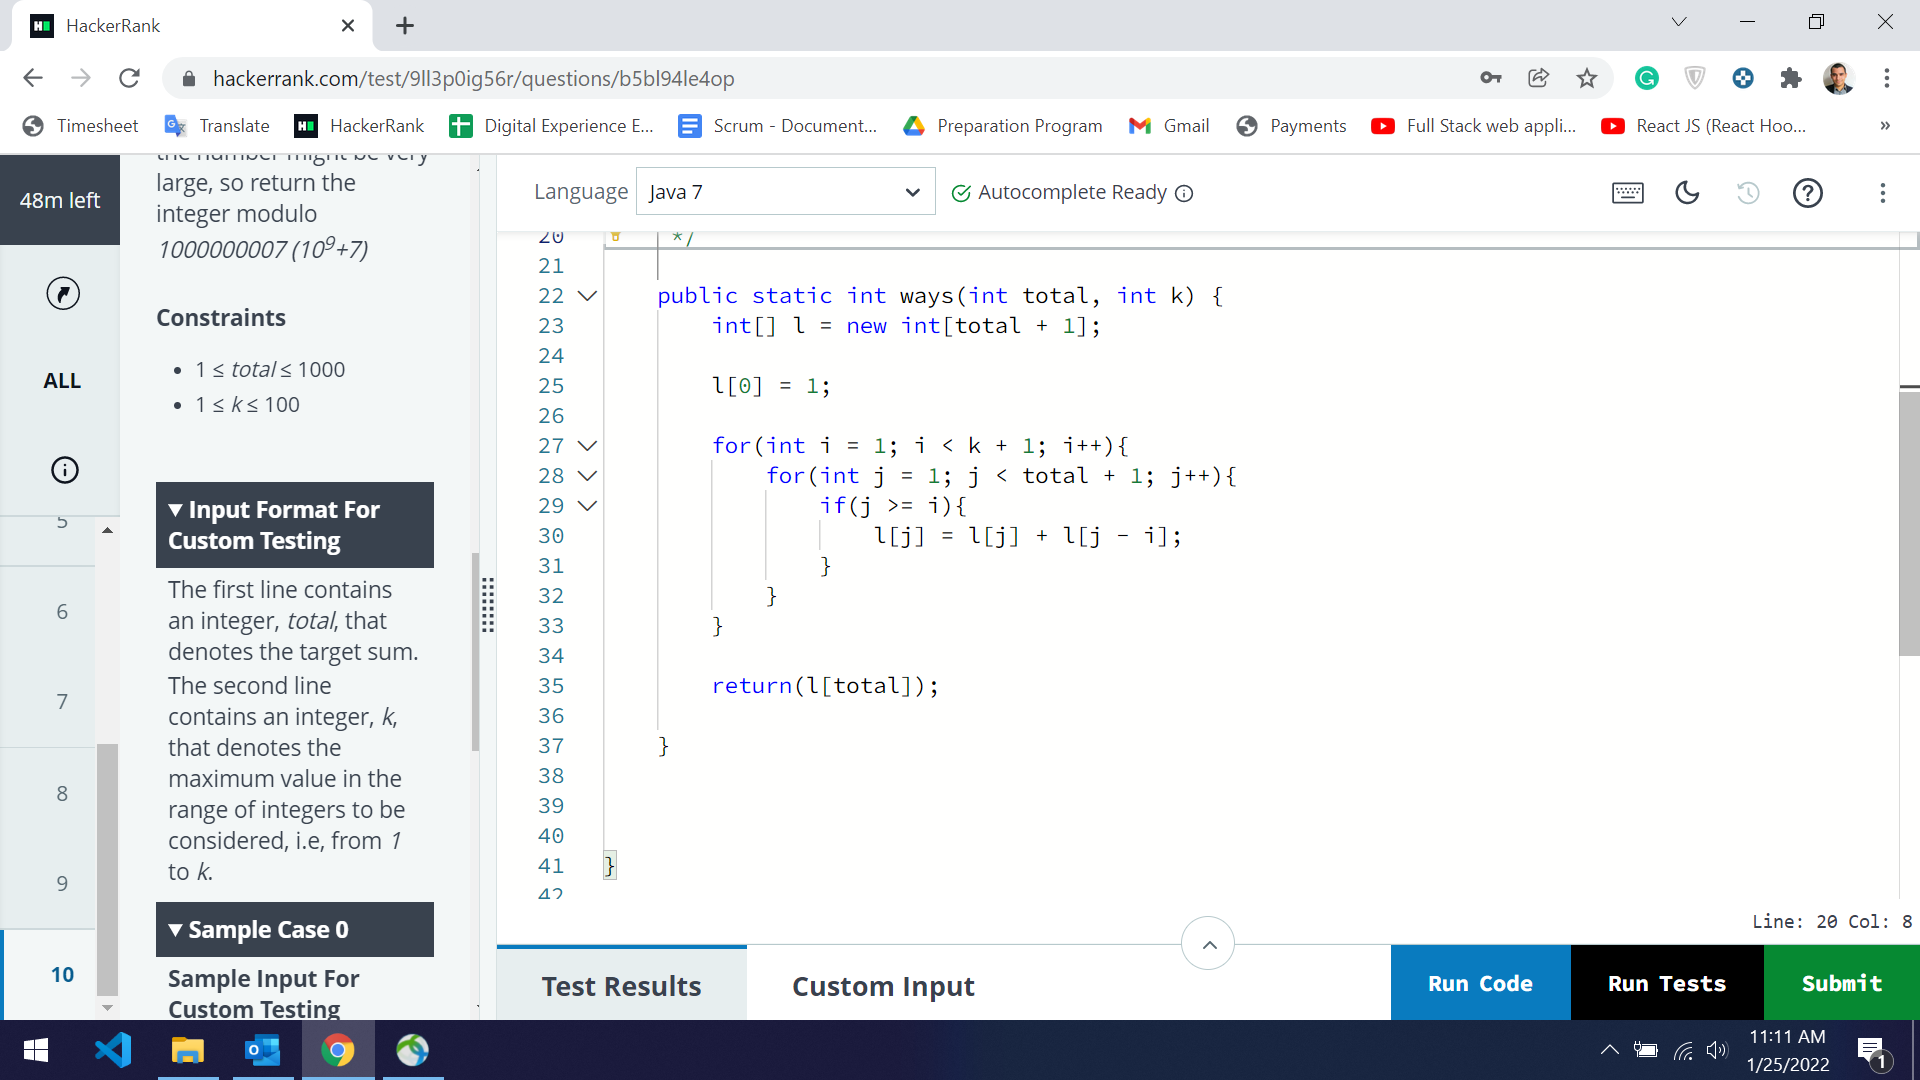 HackerRank
hackerrank.com/test/9ll3p0ig56r/questions/b5bl94le4op
Timesheet Translate HackerRank Digital Experience E... Scrum - Document... Preparation Program Gmail Payments Full Stack web appli... React JS (React Hoo... »
48m left
ALL
5
6
7
8
9
10
the number might be very
large, so return the
integer modulo
1000000007 (10⁹+7)
Constraints
• 1 ≤ total ≤ 1000
• 1 ≤ k ≤ 100
▼ Input Format For
Custom Testing
The first line contains
an integer, total, that
denotes the target sum.
The second line
contains an integer, k,
that denotes the
maximum value in the
range of integers to be
considered, i.e, from 1
to k.
▼ Sample Case 0
Sample Input For
Custom Testing
Language Java 7 Autocomplete Ready
20 */
21
22 public static int ways(int total, int k) {
23 int[] l = new int[total + 1];
24
25 l[0] = 1;
26
27 for(int i = 1; i < k + 1; i++){
28 for(int j = 1; j < total + 1; j++){
29 if(j >= i){
30 l[j] = l[j] + l[j - i];
31 }
32 }
33 }
34
35 return(l[total]);
36
37 }
38
39
40
41 }
42
Line: 20 Col: 8
Test Results Custom Input Run Code Run Tests Submit
11:11 AM
1/25/2022
1